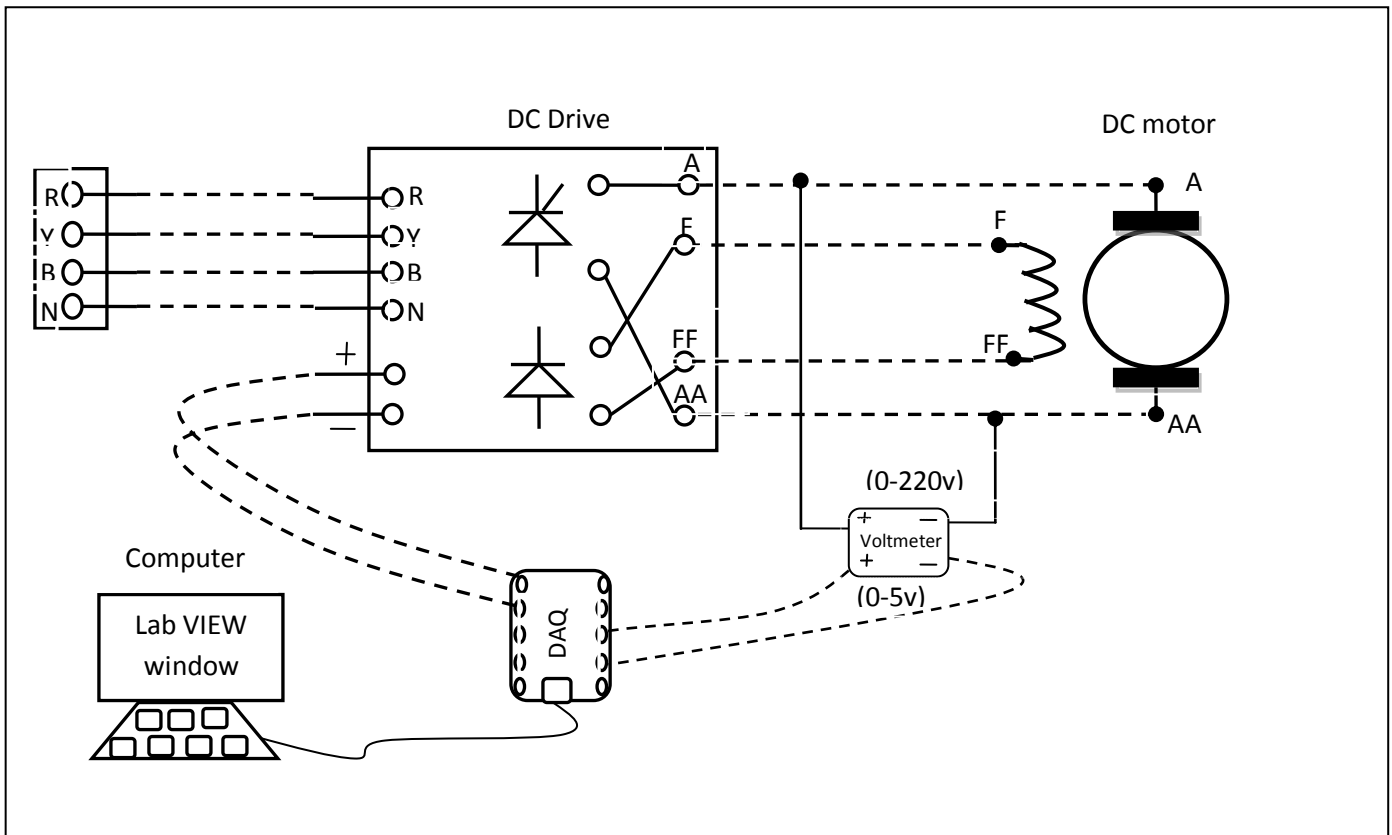 DC Drive
DC motor
R
Y
B
N
R
Y
B
N
+
—
A
F
FF
AA
F
FF
A
AA
(0-220v)
+ —
Voltmeter
+ —
(0-5v)
Computer
Lab VIEW
window
DAQ